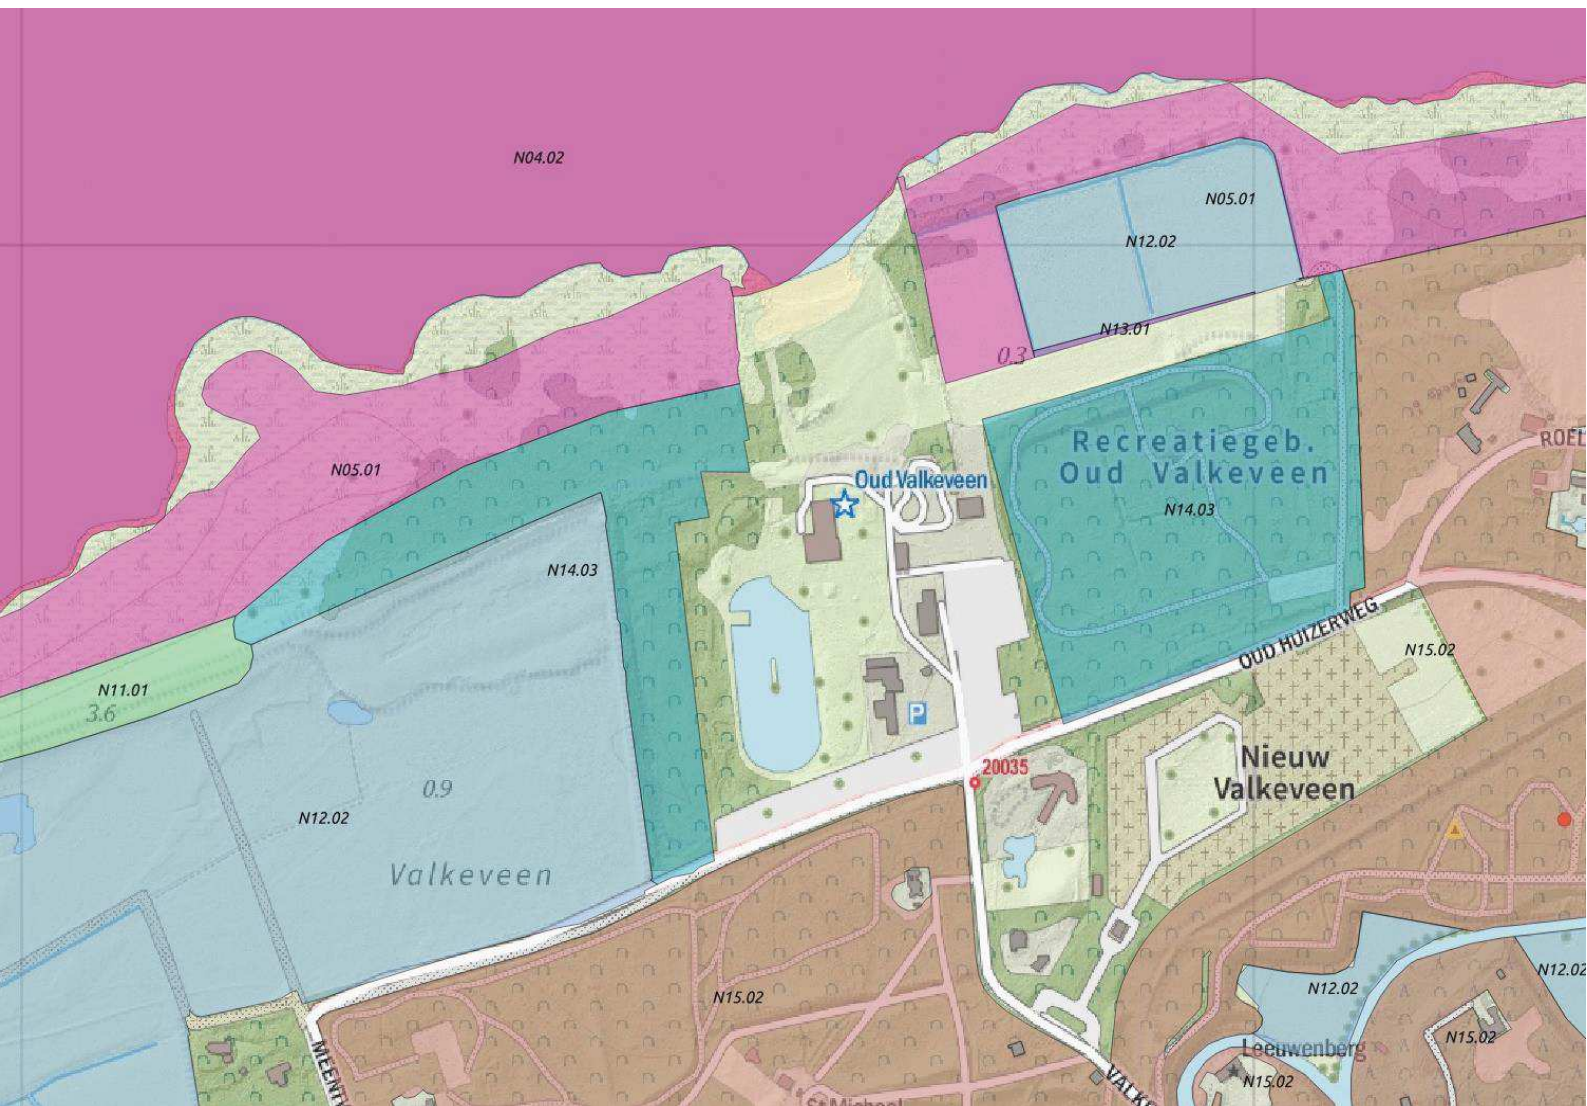 N04.02
N05.01
N12.02
N13.01
0.3
Recreatiegeb.
Oud Valkeveen
N05.01
Oud Valkeveen
N14.03
N14.03
OUD HUIZERWEG
N15.02
N11.01
3.6
P
Nieuw
Valkeveen
20035
0.9
N12.02
Valkeveen
N12.02
N12.02
N15.02
N15.02
Leeuwenberg
N15.02